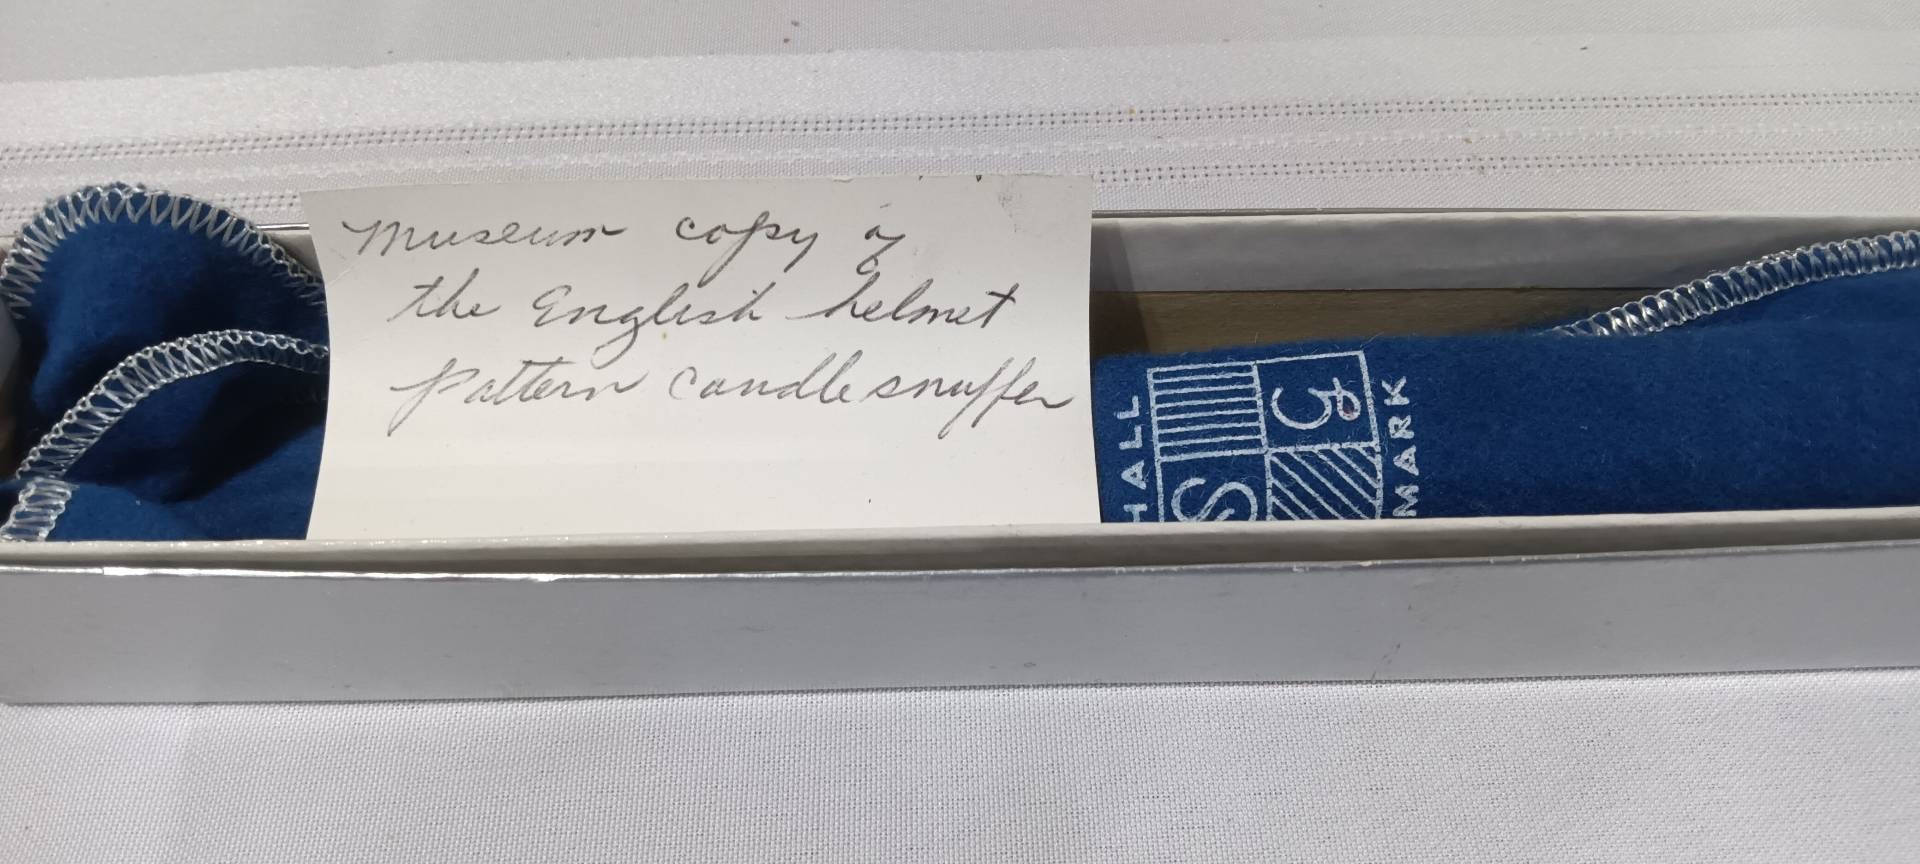 Museum copy of
the English helmet
pattern candlesnuffer
HALL
G
S
MARK